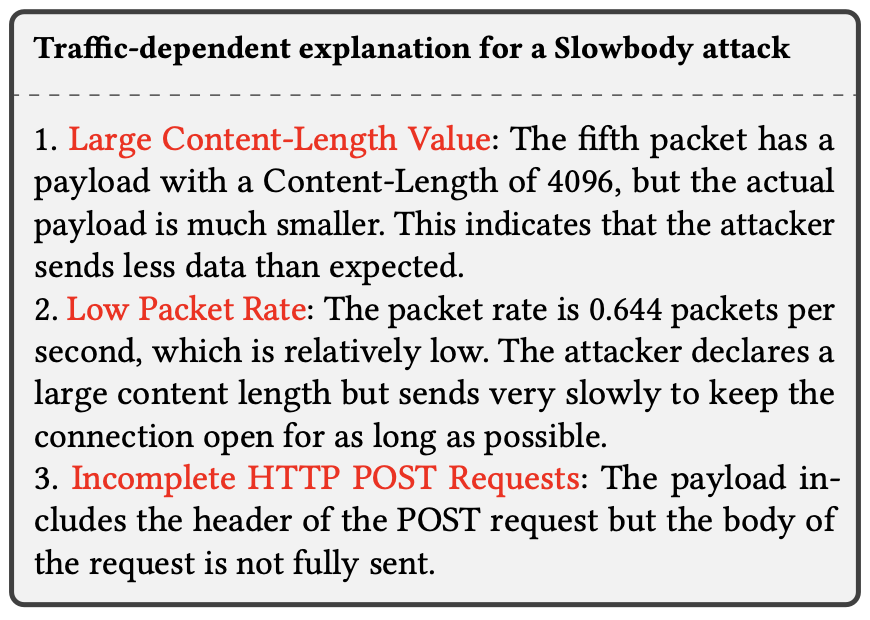 Traffic-dependent explanation for a Slowbody attack
1. Large Content-Length Value: The fifth packet has a
payload with a Content-Length of 4096, but the actual
payload is much smaller. This indicates that the attacker
sends less data than expected.
2. Low Packet Rate: The packet rate is 0.644 packets per
second, which is relatively low. The attacker declares a
large content length but sends very slowly to keep the
connection open for as long as possible.
3. Incomplete HTTP POST Requests: The payload in-
cludes the header of the POST request but the body of
the request is not fully sent.